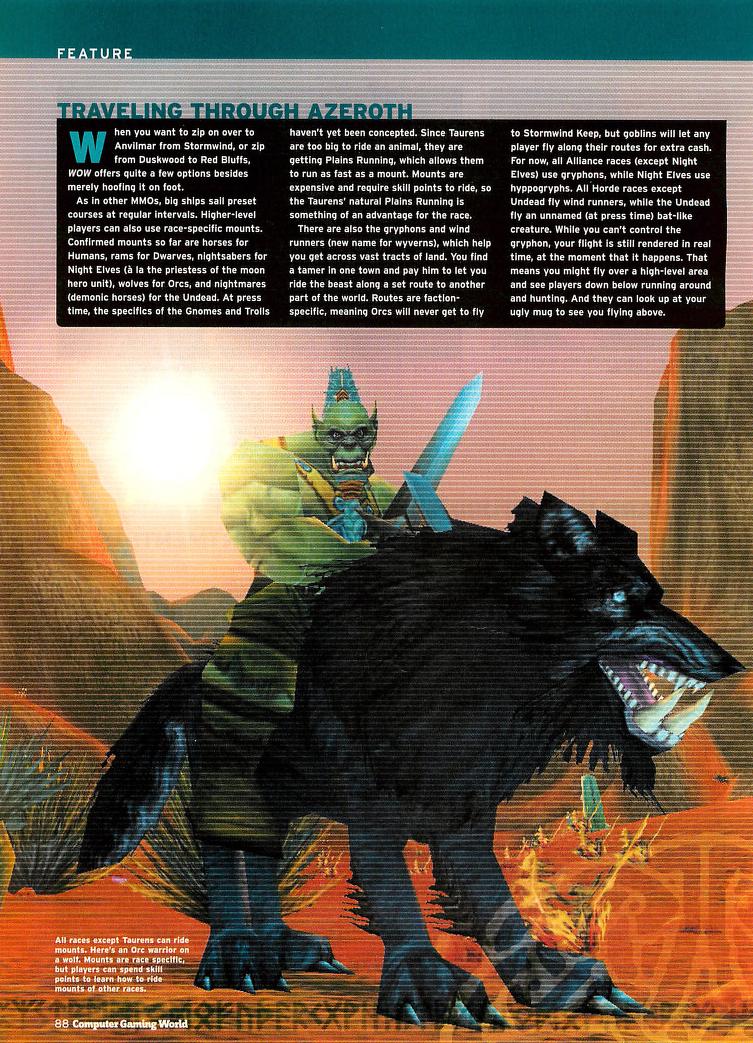 FEATURE
TRAVELING THROUGH AZEROTH
When you want to zip on over to
Anvilmar from Stormwind, or zip
from Duskwood to Red Bluffs,
WOW offers quite a few options besides
merely hoofing it on foot.
As in other MMOs, big ships sail preset
courses at regular intervals. Higher-level
players can also use race-specific mounts.
Confirmed mounts so far are horses for
Humans, rams for Dwarves, nightsabers for
Night Elves (à la the priestess of the moon
hero unit), wolves for Orcs, and nightmares
(demonic horses) for the Undead. At press
time, the specifics of the Gnomes and Trolls
haven't yet been concepted. Since Taurens
are too big to ride an animal, they are
getting Plains Running, which allows them
to run as fast as a mount. Mounts are
expensive and require skill points to ride, so
the Taurens' natural Plains Running is
something of an advantage for the race.
There are also the gryphons and wind
runners (new name for wyverns), which help
you get across vast tracts of land. You find
a tamer in one town and pay him to let you
ride the beast along a set route to another
part of the world. Routes are faction-
specific, meaning Orcs will never get to fly
to Stormwind Keep, but goblins will let any
player fly along their routes for extra cash.
For now, all Alliance races (except Night
Elves) use gryphons, while Night Elves use
hyppogryphs. All Horde races except
Undead fly wind runners, while the Undead
fly an unnamed (at press time) bat-like
creature. While you can't control the
gryphon, your flight is still rendered in real
time, at the moment that it happens. That
means you might fly over a high-level area
and see players down below running around
and hunting. And they can look up at your
ugly mug to see you flying above.
All races except Taurens can ride
mounts. Here's an Orc warrior on
a wolf. Mounts are race specific,
but players can spend skill
points to learn how to ride
mounts of other races.
88 Computer Gaming World